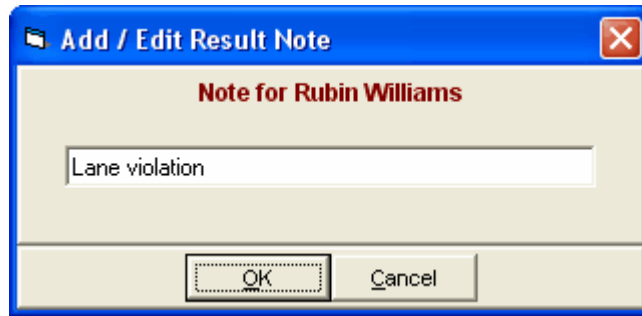 Add / Edit Result Note
Note for Rubin Williams
Lane violation
OK Cancel